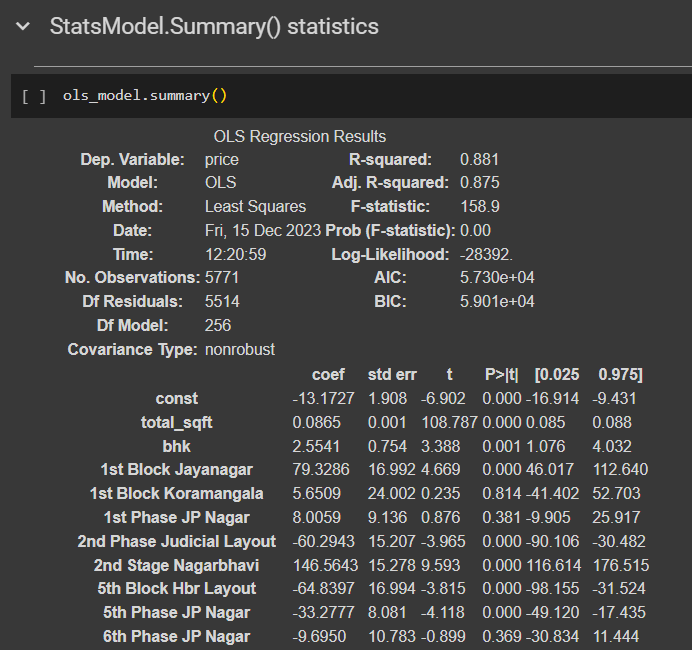 StatsModel.Summary() statistics
[ ] ols_model.summary()
OLS Regression Results
Dep. Variable: price R-squared: 0.881
Model: OLS Adj. R-squared: 0.875
Method: Least Squares F-statistic: 158.9
Date: Fri, 15 Dec 2023 Prob (F-statistic): 0.00
Time: 12:20:59 Log-Likelihood: -28392.
No. Observations: 5771 AIC: 5.730e+04
Df Residuals: 5514 BIC: 5.901e+04
Df Model: 256
Covariance Type: nonrobust
coef std err t P>|t| [0.025 0.975]
const -13.1727 1.908 -6.902 0.000 -16.914 -9.431
total_sqft 0.0865 0.001 108.787 0.000 0.085 0.088
bhk 2.5541 0.754 3.388 0.001 1.076 4.032
1st Block Jayanagar 79.3286 16.992 4.669 0.000 46.017 112.640
1st Block Koramangala 5.6509 24.002 0.235 0.814 -41.402 52.703
1st Phase JP Nagar 8.0059 9.136 0.876 0.381 -9.905 25.917
2nd Phase Judicial Layout -60.2943 15.207 -3.965 0.000 -90.106 -30.482
2nd Stage Nagarbhavi 146.5643 15.278 9.593 0.000 116.614 176.515
5th Block Hbr Layout -64.8397 16.994 -3.815 0.000 -98.155 -31.524
5th Phase JP Nagar -33.2777 8.081 -4.118 0.000 -49.120 -17.435
6th Phase JP Nagar -9.6950 10.783 -0.899 0.369 -30.834 11.444